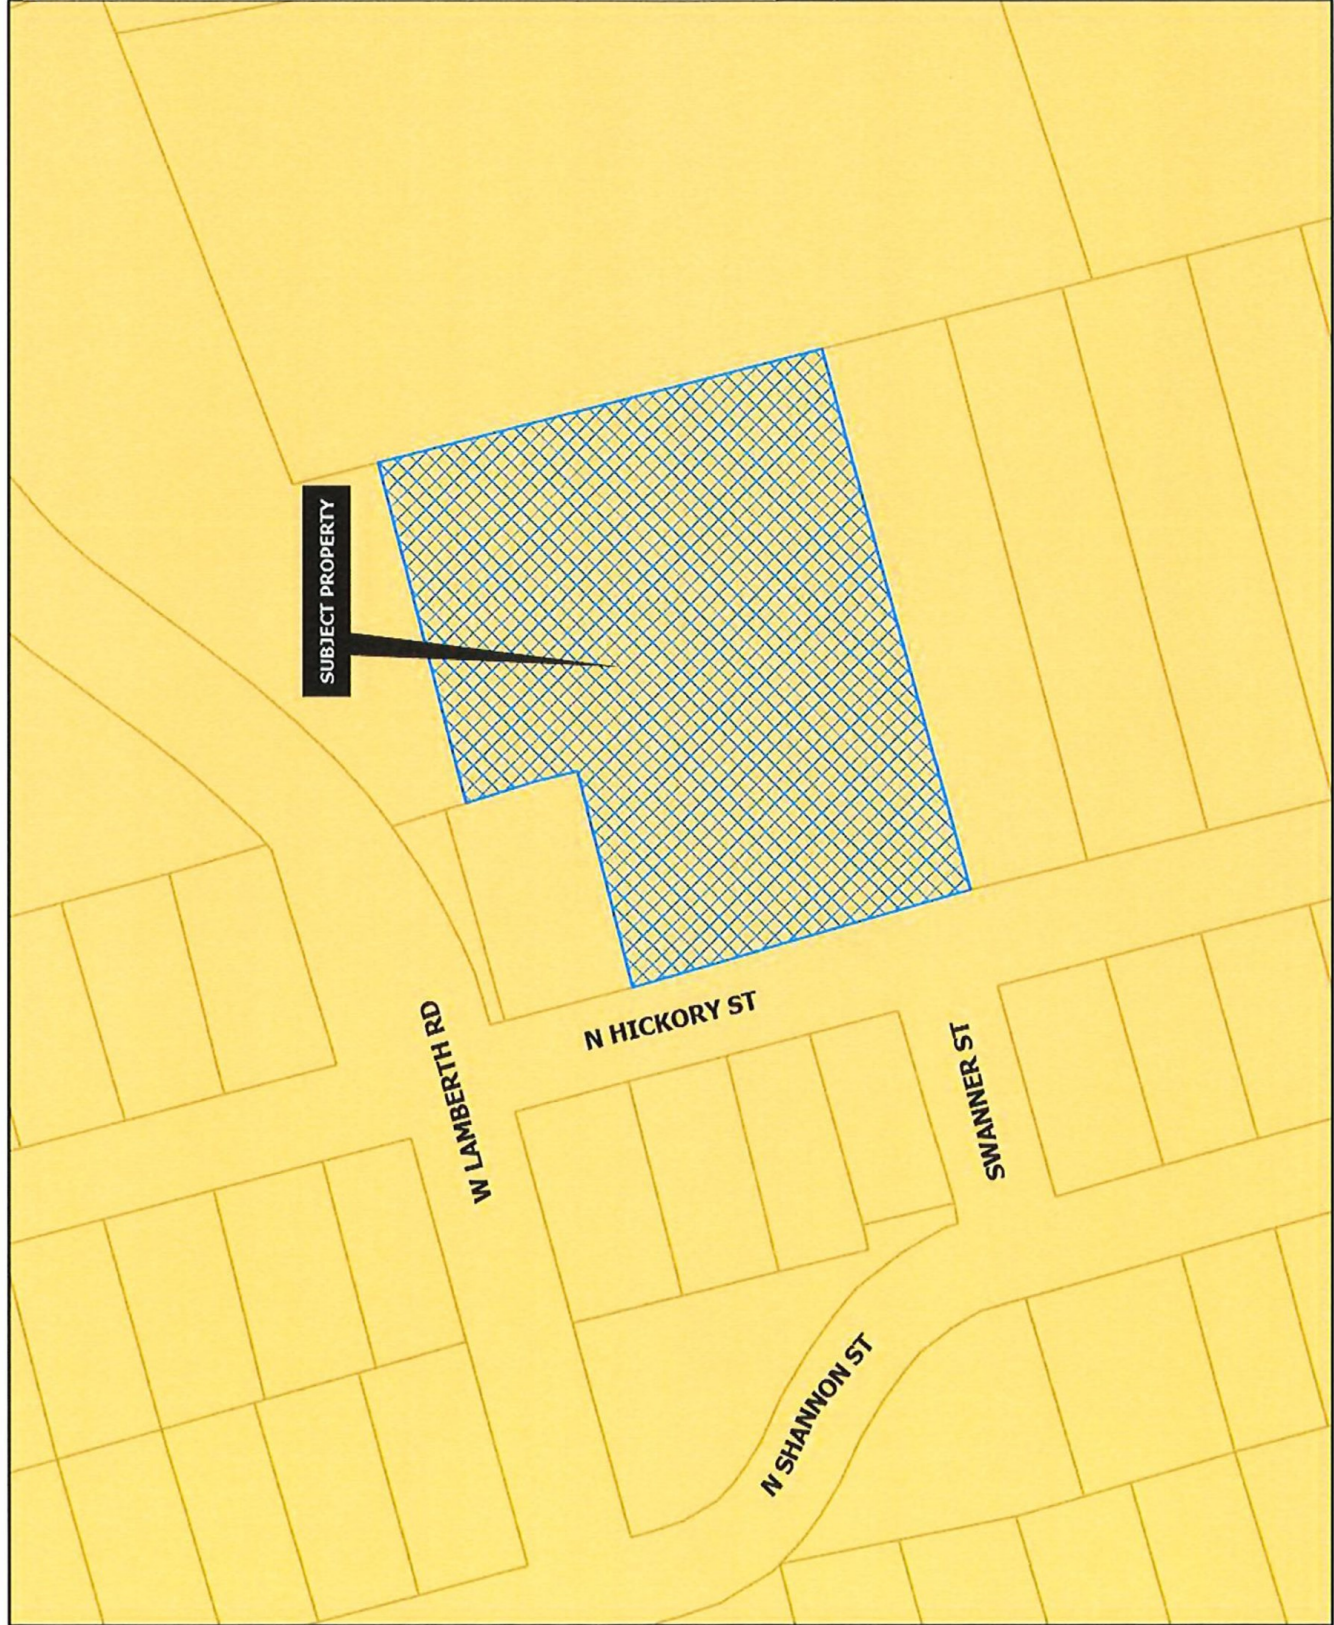 SUBJECT PROPERTY
N HICKORY ST
W LAMBERTH RD
SWANNER ST
N SHANNON ST